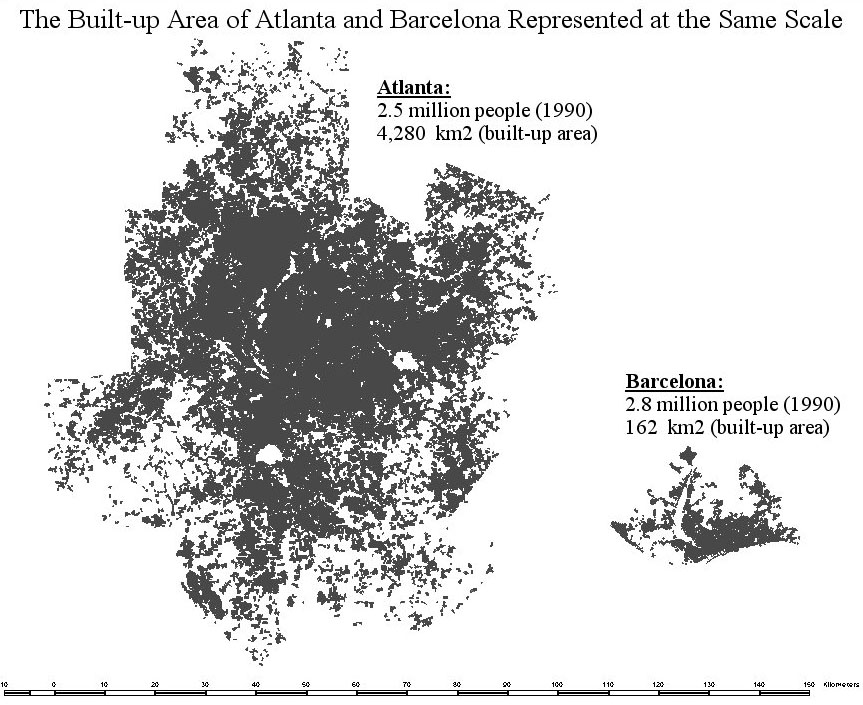 The Built-up Area of Atlanta and Barcelona Represented at the Same Scale
Atlanta:
2.5 million people (1990)
4,280 km2 (built-up area)
Barcelona:
2.8 million people (1990)
162 km2 (built-up area)
10 0 10 20 30 40 50 60 70 80 90 100 110 120 130 140 150 Kilometers